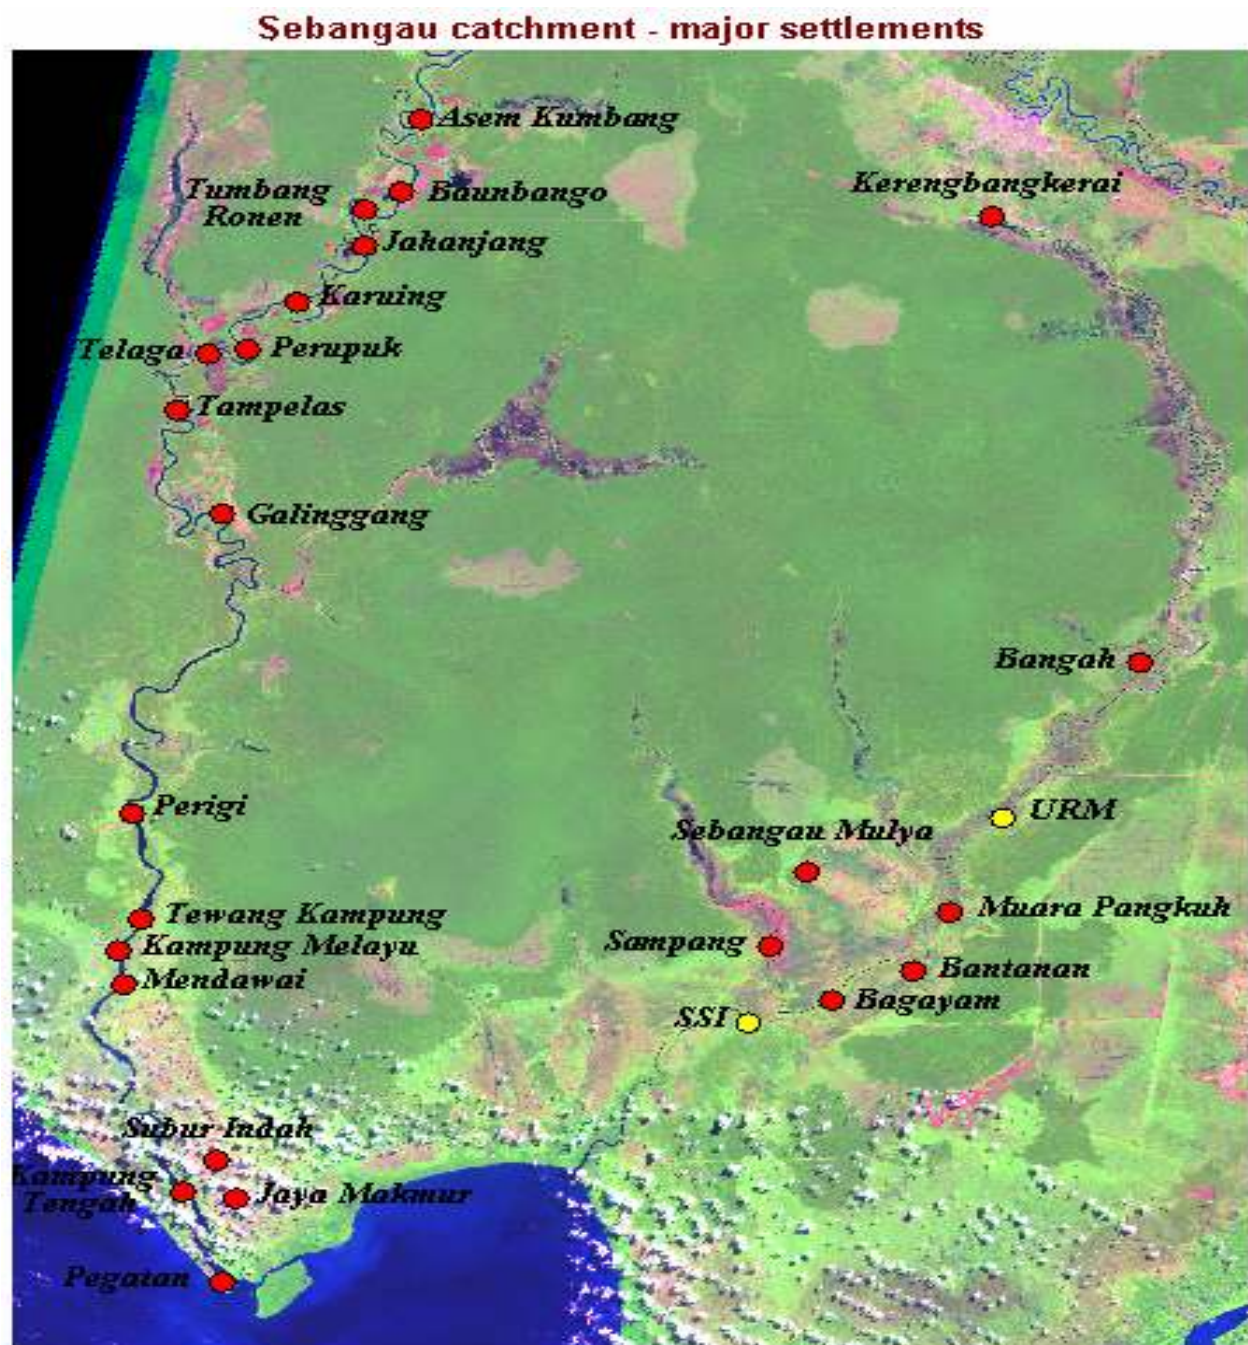 Sebangau catchment - major settlements
Asem Kumbang
Kerengbangkerai
Tumbang
Ronen
Baunbango
Jahanjang
Karuing
Telaga
Perupuk
Tampelas
Galinggang
Bangah
Perigi
URM
Sebangau Mulya
Tewang Kampung
Muara Pangkuh
Kampung Melayu
Sampang
Mendawai
Bantanan
Bagayam
SSI
Subur Indah
Kampung
Tengah
Jaya Makmur
Pegatan